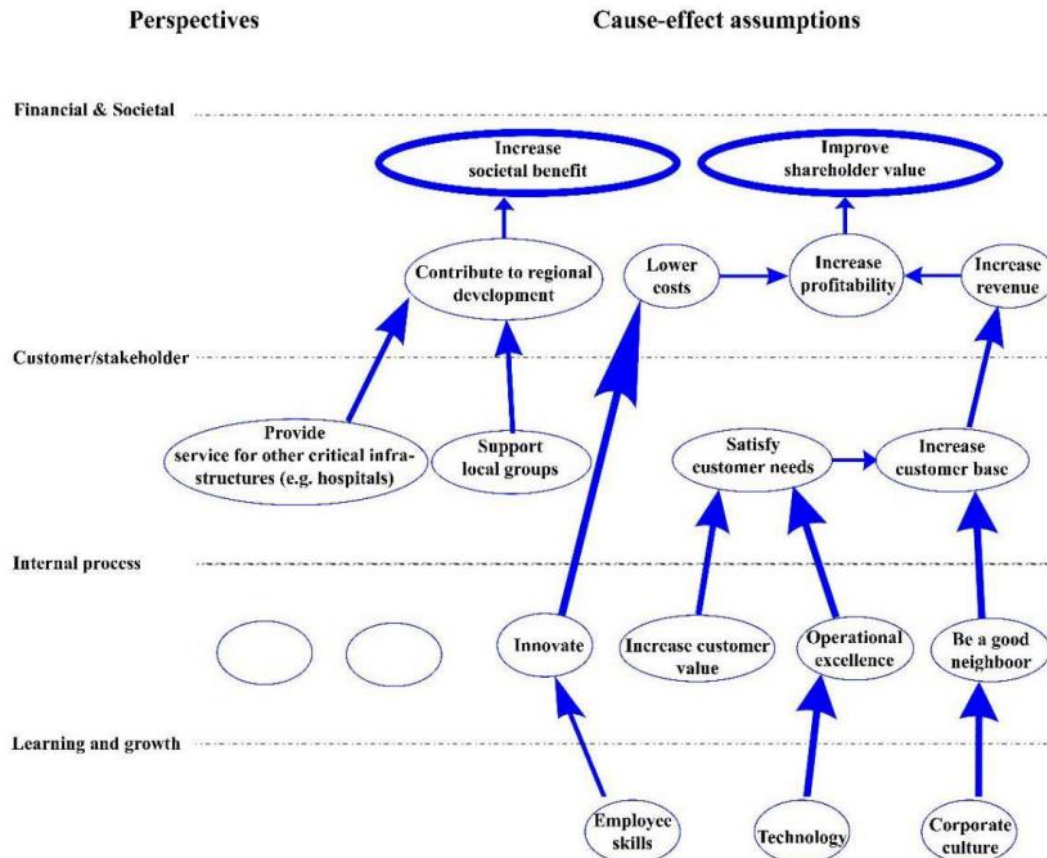 Perspectives
Cause-effect assumptions
Financial & Societal
Increase
societal benefit
Improve
shareholder value
Contribute to regional
development
Lower
costs
Increase
profitability
Increase
revenue
Customer/stakeholder
Provide
service for other critical infra-
structures (e.g. hospitals)
Support
local groups
Satisfy
customer needs
Increase
customer base
Internal process
Innovate
Increase customer
value
Operational
excellence
Be a good
neighboor
Learning and growth
Employee
skills
Technology
Corporate
culture